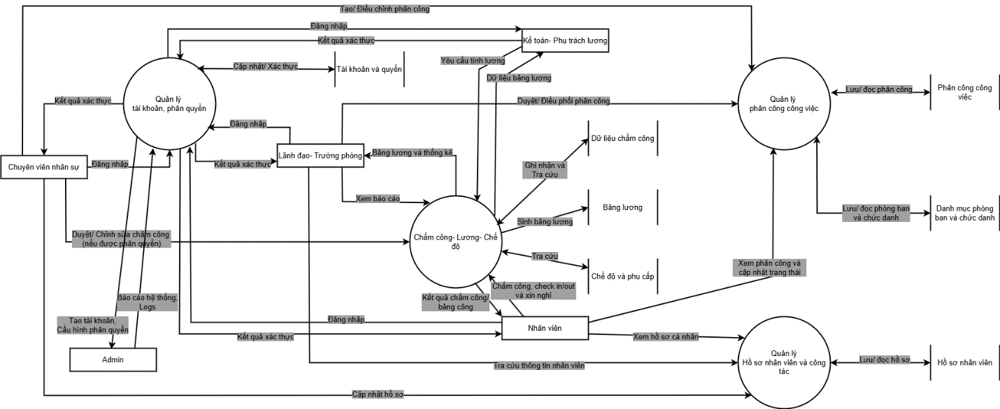 Tạo/ Điều chỉnh phân công
Đăng nhập
Kết quả xác thực
Kế toán- Phụ trách lương
Yêu cầu tính lương
Cập nhật/ Xác thực
Tài khoản và quyền
Dữ liệu bảng lương
Quản lý
tài khoản, phân quyền
Kết quả xác thực
Duyệt/ Điều phối phân công
Quản lý
phân công công việc
Lưu/ đọc phân công
Phân công công
việc
Đăng nhập
Dữ liệu chấm công
Lãnh đạo- Trưởng phòng
Bảng lương và thống kê
Chuyên viên nhân sự
Đăng nhập
Kết quả xác thực
Ghi nhận và
Tra cứu
Xem báo cáo
Bảng lương
Sinh bảng lương
Lưu/ đọc phòng ban
và chức danh
Danh mục phòng
ban và chức danh
Duyệt/ Chỉnh sửa chấm công
(nếu được phân quyền)
Chấm công- Lương- Chế
độ
Tra cứu
Chế độ và phụ cấp
Xem phân công và
cập nhật trạng thái
Chấm công, check in/out
và xin nghỉ
Kết quả chấm công/
bảng công
Báo cáo hệ thống,
Logs
Tạo tài khoản,
Cấu hình phân quyền
Đăng nhập
Nhân viên
Kết quả xác thực
Xem hồ sơ cá nhân
Admin
Tra cứu thông tin nhân viên
Quản lý
Hồ sơ nhân viên và công
tác
Lưu/ đọc hồ sơ
Hồ sơ nhân viên
Cập nhật hồ sơ